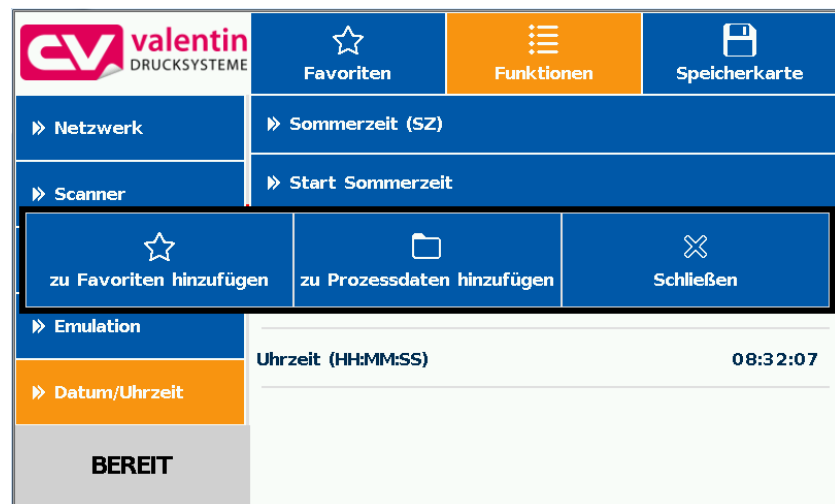 valentin
DRUCKSYSTEME
Favoriten
Funktionen
Speicherkarte
Netzwerk
Sommerzeit (SZ)
Scanner
Start Sommerzeit
zu Favoriten hinzufügen
zu Prozessdaten hinzufügen
Schließen
Emulation
Uhrzeit (HH:MM:SS) 08:32:07
Datum/Uhrzeit
BEREIT